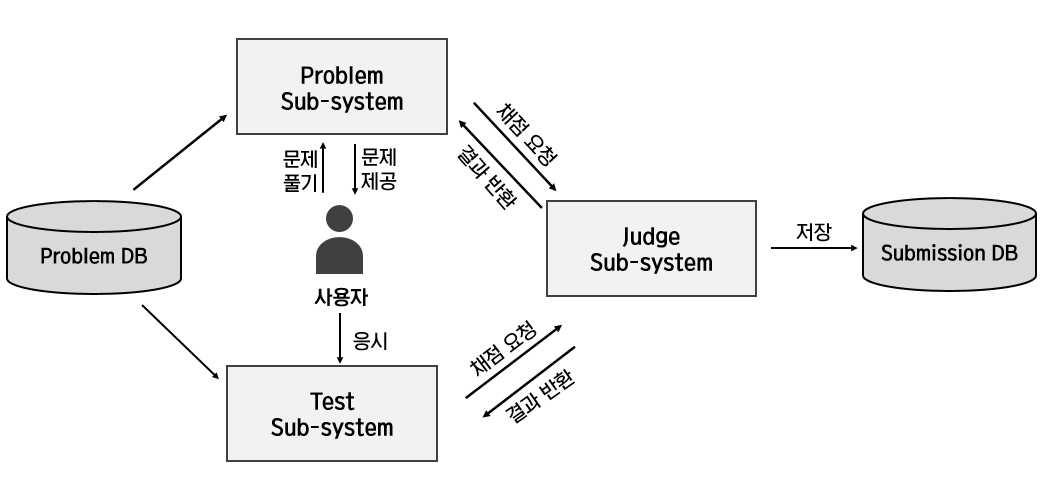 Problem
Sub-system
채점 요청
결과 반환
문제
풀기
문제
제공
Problem DB
사용자
Judge
Sub-system
저장
Submission DB
응시
채점 요청
결과 반환
Test
Sub-system